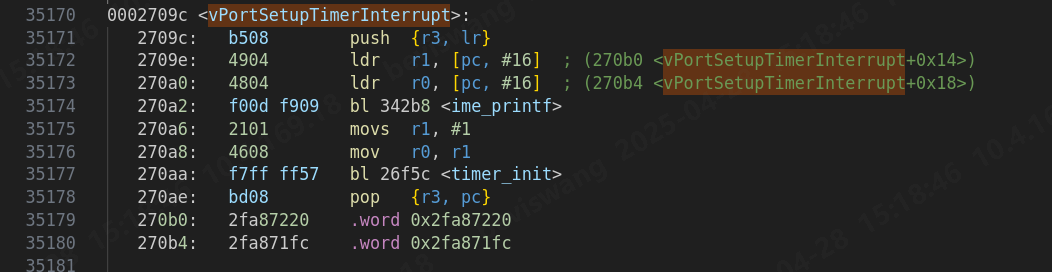 35170 0002709c <vPortSetupTimerInterrupt>:
35171 2709c: b508 push {r3, lr}
35172 2709e: 4904 ldr r1, [pc, #16] ; (270b0 <vPortSetupTimerInterrupt+0x14>)
35173 270a0: 4804 ldr r0, [pc, #16] ; (270b4 <vPortSetupTimerInterrupt+0x18>)
35174 270a2: f00d f909 bl 342b8 <ime_printf>
35175 270a6: 2101 movs r1, #1
35176 270a8: 4608 mov r0, r1
35177 270aa: f7ff ff57 bl 26f5c <timer_init>
35178 270ae: bd08 pop {r3, pc}
35179 270b0: 2fa87220 .word 0x2fa87220
35180 270b4: 2fa871fc .word 0x2fa871fc
35181